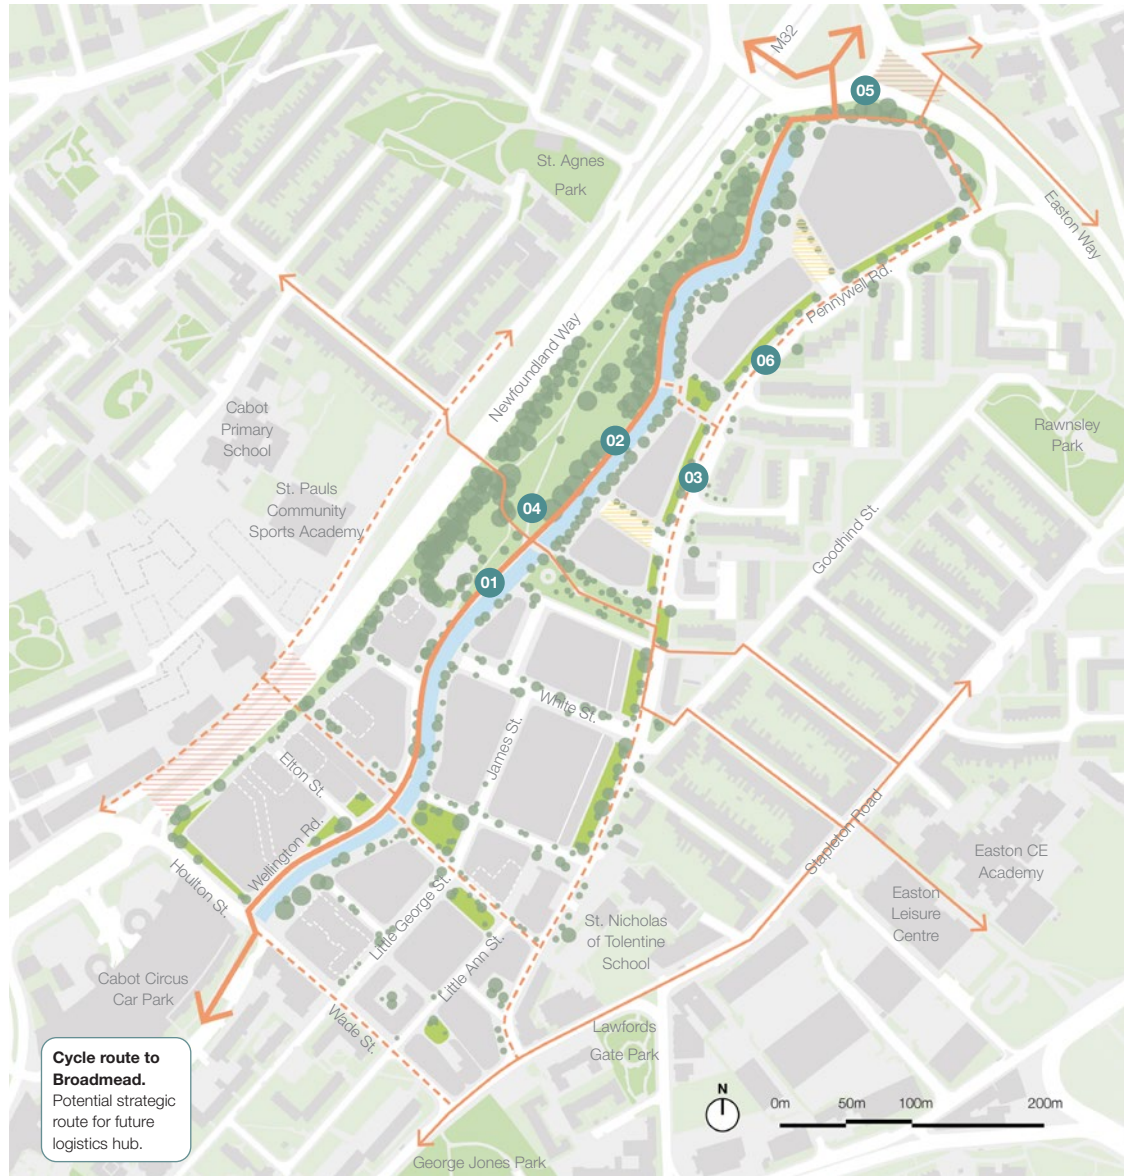 M32
05
St. Agnes
Park
Easton Way
Pennywell Rd.
Newfoundland Way
06
Cabot
Primary
School
Rawnsley
Park
02
03
St. Pauls
Community
Sports Academy
04
Goodhind St.
01
White St.
James St.
Elton St.
Wellington Rd.
Stapleton Road
Houlton St.
Easton CE
Academy
Little George St.
Easton
Leisure
Centre
St. Nicholas
of Tolentine
School
Little Ann St.
Cabot Circus
Car Park
Wade St.
Lawfords
Gate Park
Cycle route to
Broadmead.
Potential strategic
route for future
logistics hub.
N
0m 50m 100m 200m
George Jones Park